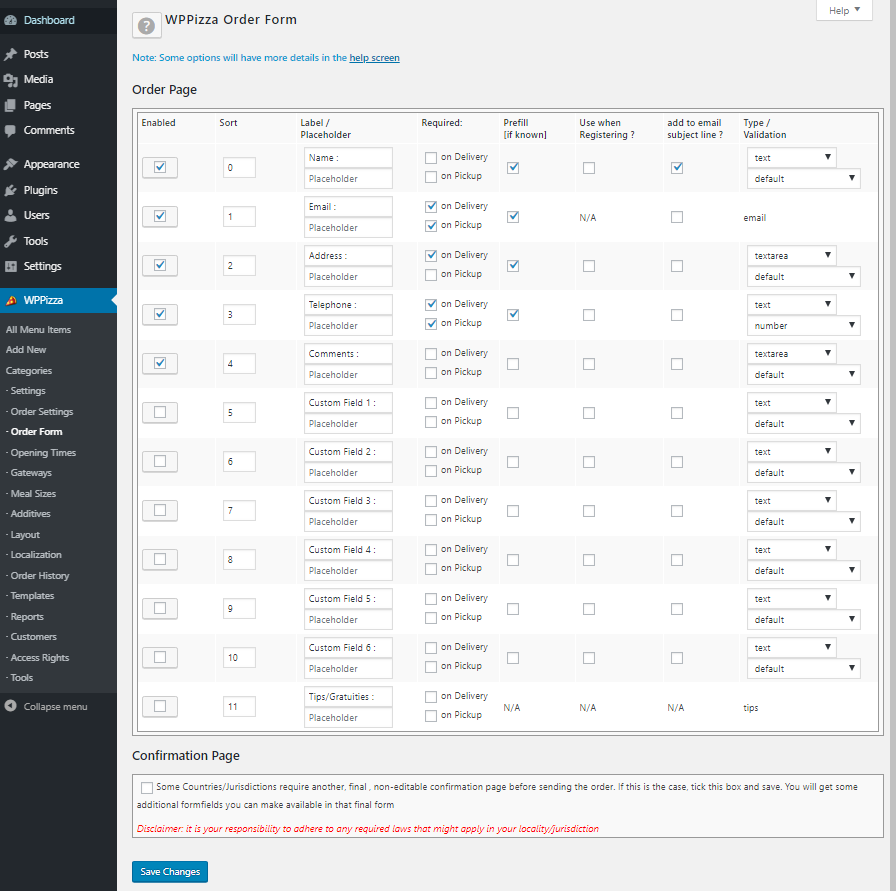 Dashboard
Posts
Media
Pages
Comments
Appearance
Plugins
Users
Tools
Settings
WPPizza
All Menu Items
Add New
Categories
- Settings
- Order Settings
- Order Form
- Opening Times
- Gateways
- Meal Sizes
- Additives
- Layout
- Localization
- Order History
- Templates
- Reports
- Customers
- Access Rights
- Tools
Collapse menu
Help ▼
? WPPizza Order Form
Note: Some options will have more details in the help screen
Order Page
Enabled Sort Label / Placeholder Required: Prefill [if known] Use when Registering ? add to email subject line ? Type / Validation
0 Name : on Delivery text
Placeholder on Pickup default
1 Email : on Delivery N/A email
Placeholder on Pickup
2 Address : on Delivery textarea
Placeholder on Pickup default
3 Telephone : on Delivery text
Placeholder on Pickup number
4 Comments : on Delivery textarea
Placeholder on Pickup default
5 Custom Field 1 : on Delivery text
Placeholder on Pickup default
6 Custom Field 2 : on Delivery text
Placeholder on Pickup default
7 Custom Field 3 : on Delivery text
Placeholder on Pickup default
8 Custom Field 4 : on Delivery text
Placeholder on Pickup default
9 Custom Field 5 : on Delivery text
Placeholder on Pickup default
10 Custom Field 6 : on Delivery text
Placeholder on Pickup default
11 Tips/Gratuities : on Delivery N/A N/A N/A tips
Placeholder on Pickup
Confirmation Page
Some Countries/Jurisdictions require another, final , non-editable confirmation page before sending the order. If this is the case, tick this box and save. You will get some
additional formfields you can make available in that final form
Disclaimer: it is your responsibility to adhere to any required laws that might apply in your locality/jurisdiction
Save Changes